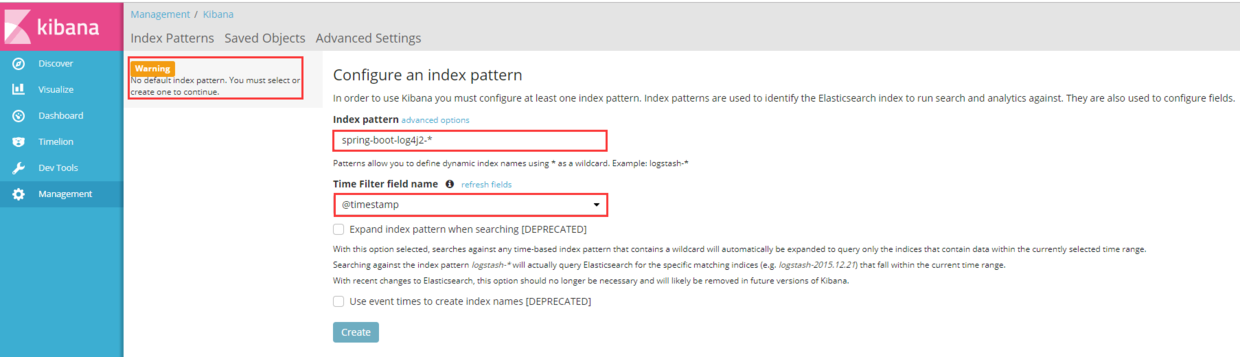 kibana
Management / Kibana
Index Patterns Saved Objects Advanced Settings
Discover
Visualize
Dashboard
Timelion
Dev Tools
Management
Warning
No default index pattern. You must select or
create one to continue.
Configure an index pattern
In order to use Kibana you must configure at least one index pattern. Index patterns are used to identify the Elasticsearch index to run search and analytics against. They are also used to configure fields.
Index pattern advanced options
spring-boot-log4j2-*
Patterns allow you to define dynamic index names using * as a wildcard. Example: logstash-*
Time Filter field name refresh fields
@timestamp
Expand index pattern when searching [DEPRECATED]
With this option selected, searches against any time-based index pattern that contains a wildcard will automatically be expanded to query only the indices that contain data within the currently selected time range.
Searching against the index pattern logstash-* will actually query Elasticsearch for the specific matching indices (e.g. logstash-2015.12.21) that fall within the current time range.
With recent changes to Elasticsearch, this option should no longer be necessary and will likely be removed in future versions of Kibana.
Use event times to create index names [DEPRECATED]
Create